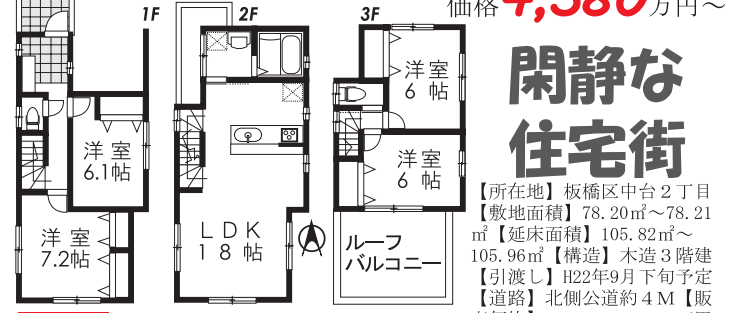 1F
2F
3F
洋室
6.1帖
洋室
7.2帖
LDK
18帖
洋室
6 帖
洋室
6 帖
ルーフ
バルコニー
価格4,380万円～
閑静な
住宅街
【所在地】板橋区中台２丁目
【敷地面積】78.20㎡～78.21
㎡【延床面積】105.82㎡～
105.96㎡【構造】木造３階建
【引渡し】H22年9月下旬予定
【道路】北側公道約４M【販